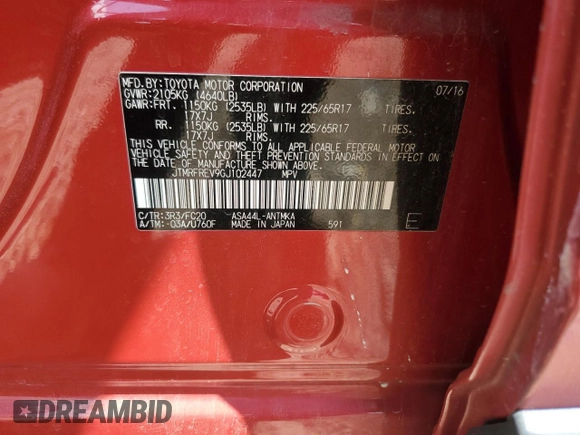 MFD.BY:TOYOTA MOTOR CORPORATION 07/16
GVWR:2105KG (4640LB)
GAWR:FRT. 1150KG (2535LB) WITH 225/65R17 TIRES,
17X7J RIMS,
RR. 1150KG (2535LB) WITH 225/65R17 TIRES,
17X7J RIMS,
THIS VEHICLE CONFORMS TO ALL APPLICABLE FEDERAL MOTOR
VEHICLE SAFETY AND THEFT PREVENTION STANDARDS IN EFFECT
ON THE DATE OF MANUFACTURE SHOWN ABOVE.
JTMRFREV9GJ102447 MPV
C/TR:3R3/FC20 ASA44L-ANTMKA
A/TM:-03A/U760F MADE IN JAPAN 591 E
DREAMBID